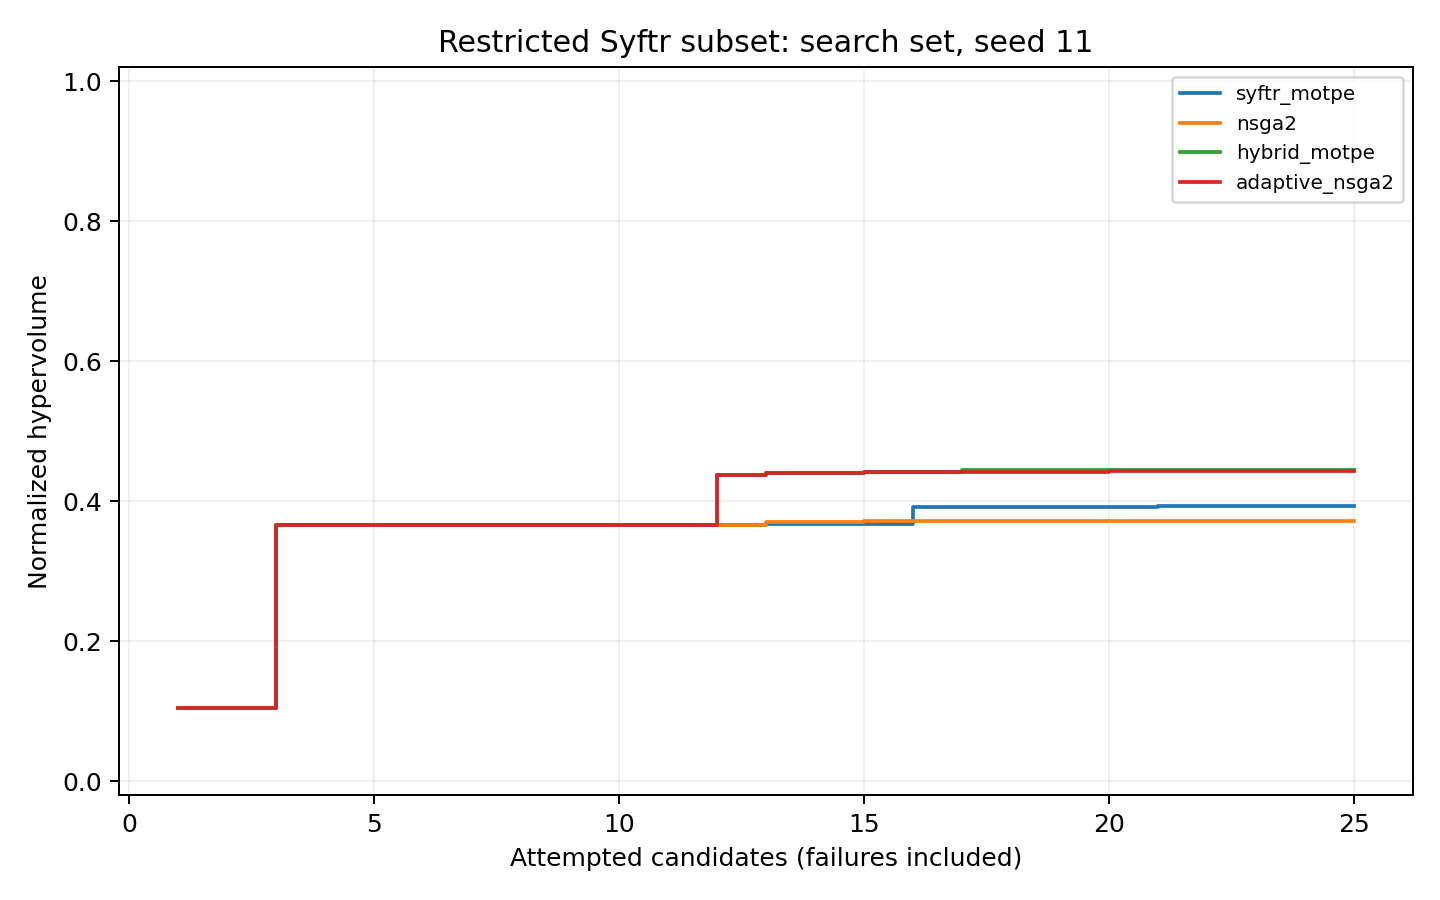 Restricted Syftr subset: search set, seed 11
syftr_motpe
nsga2
hybrid_motpe
adaptive_nsga2
Normalized hypervolume
1.0
0.8
0.6
0.4
0.2
0.0
0 5 10 15 20 25
Attempted candidates (failures included)